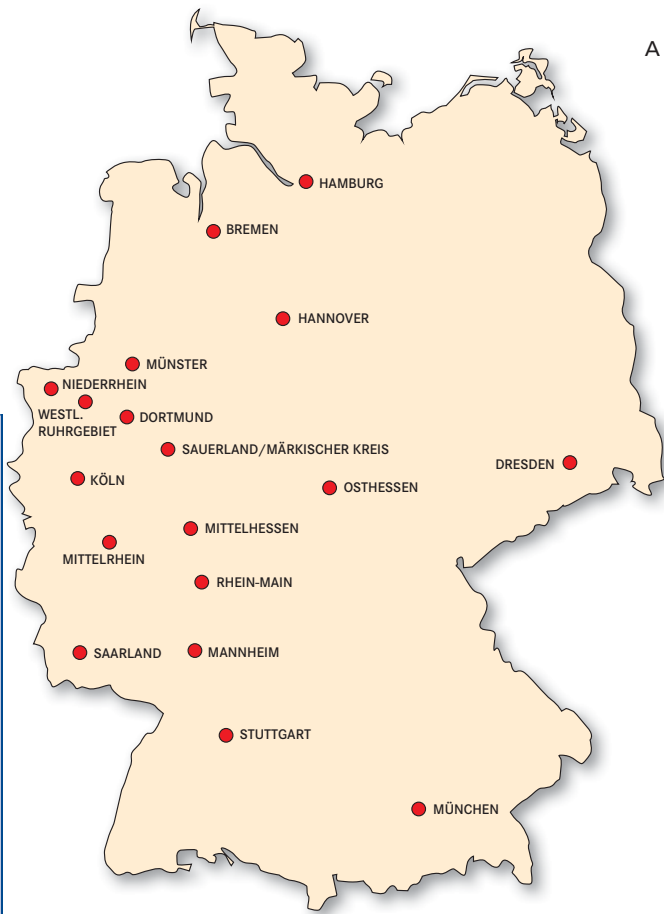 A
HAMBURG
BREMEN
HANNOVER
MÜNSTER
NIEDERRHEIN
WESTL.
RUHRGEBIET
DORTMUND
SAUERLAND/MÄRKISCHER KREIS
DRESDEN
KÖLN
OSTHESSEN
MITTELHESSEN
MITTELRHEIN
RHEIN-MAIN
SAARLAND
MANNHEIM
STUTTGART
MÜNCHEN